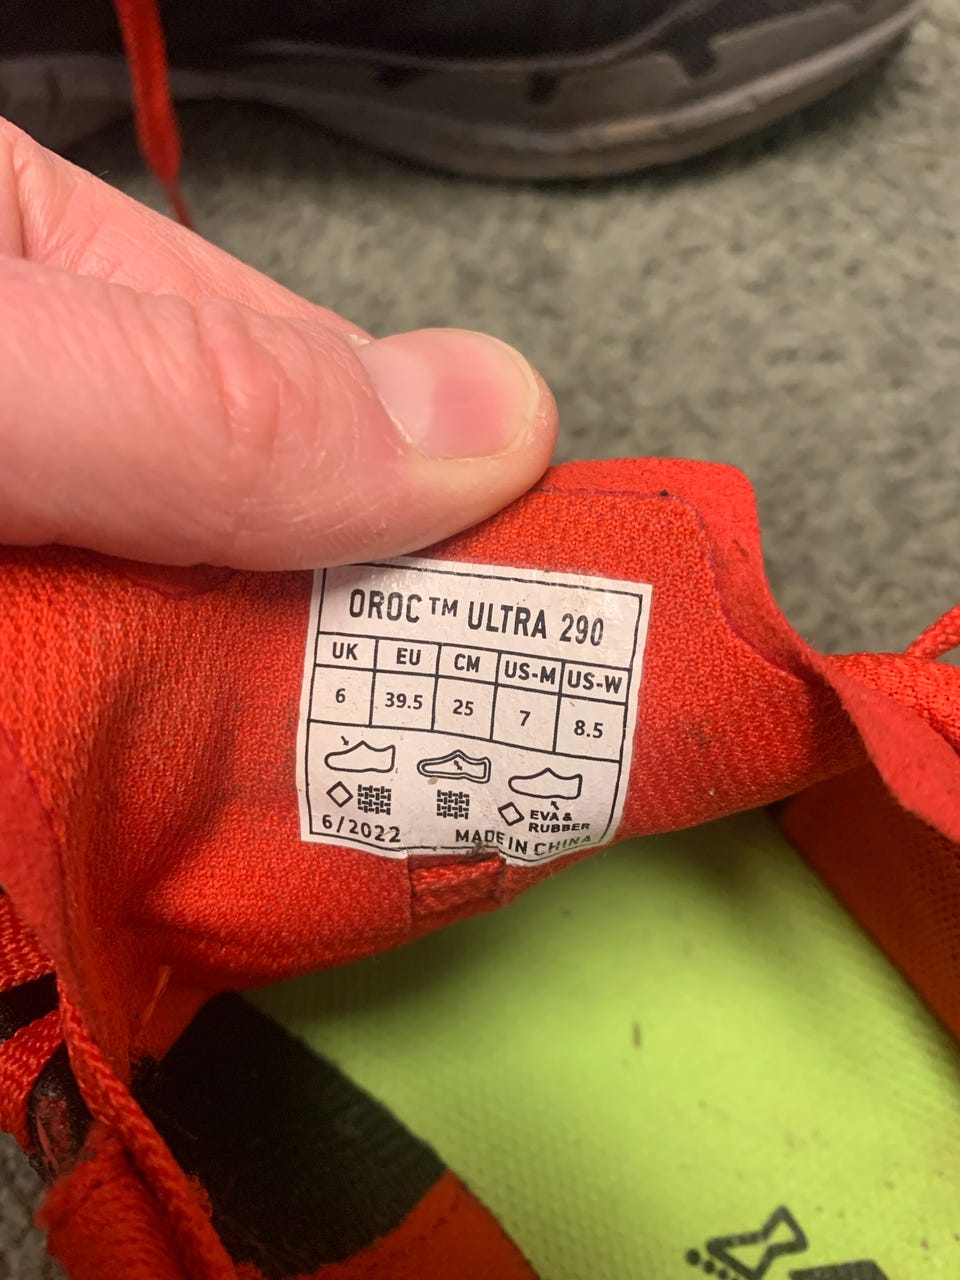 OROC™ ULTRA 290
UK EU CM US-M US-W
6 39.5 25 7 8.5
EVA &
RUBBER
6/2022 MADE IN CHINA